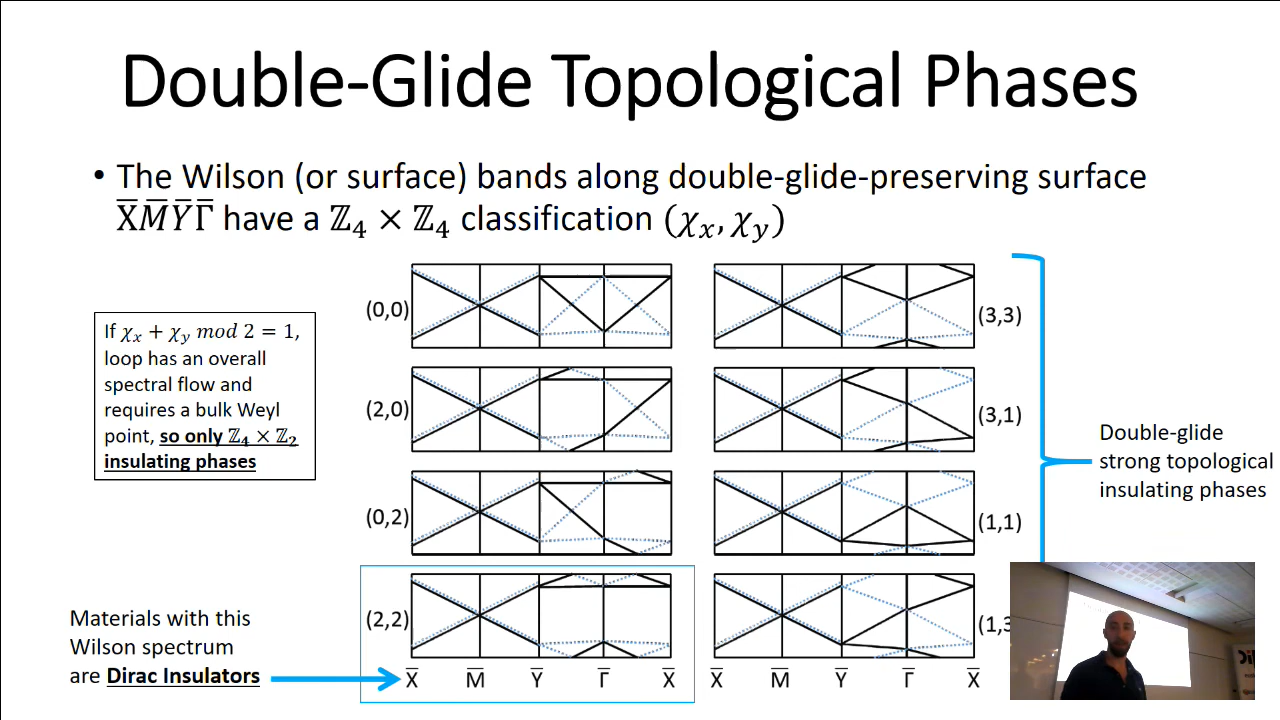 Double-Glide Topological Phases
• The Wilson (or surface) bands along double-glide-preserving surface
X̅M̅Y̅Γ̅ have a ℤ₄ × ℤ₄ classification (χₓ, χᵧ)
If χₓ + χᵧ mod 2 = 1,
loop has an overall
spectral flow and
requires a bulk Weyl
point, so only ℤ₄ × ℤ₂
insulating phases
(0,0)
(2,0)
(0,2)
(2,2)
(3,3)
(3,1)
(1,1)
(1,3
Double-glide
strong topological
insulating phases
Materials with this
Wilson spectrum
are Dirac Insulators
X̅ M̅ Y̅ Γ̅ X̅
X̅ M̅ Y̅ Γ̅ X̅